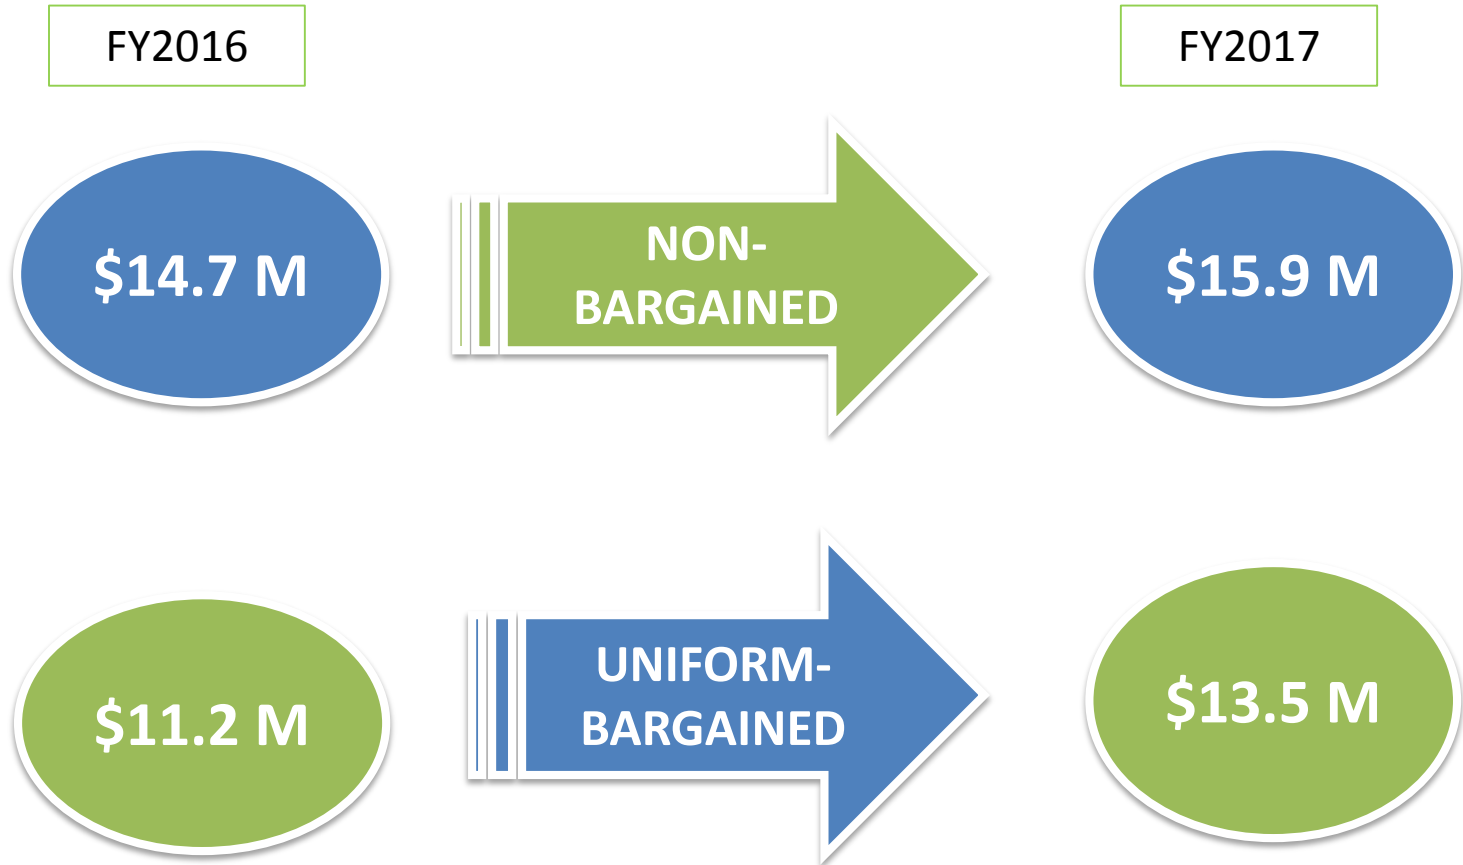 FY2016
FY2017
$14.7 M
NON-
BARGAINED
$15.9 M
$11.2 M
UNIFORM-
BARGAINED
$13.5 M